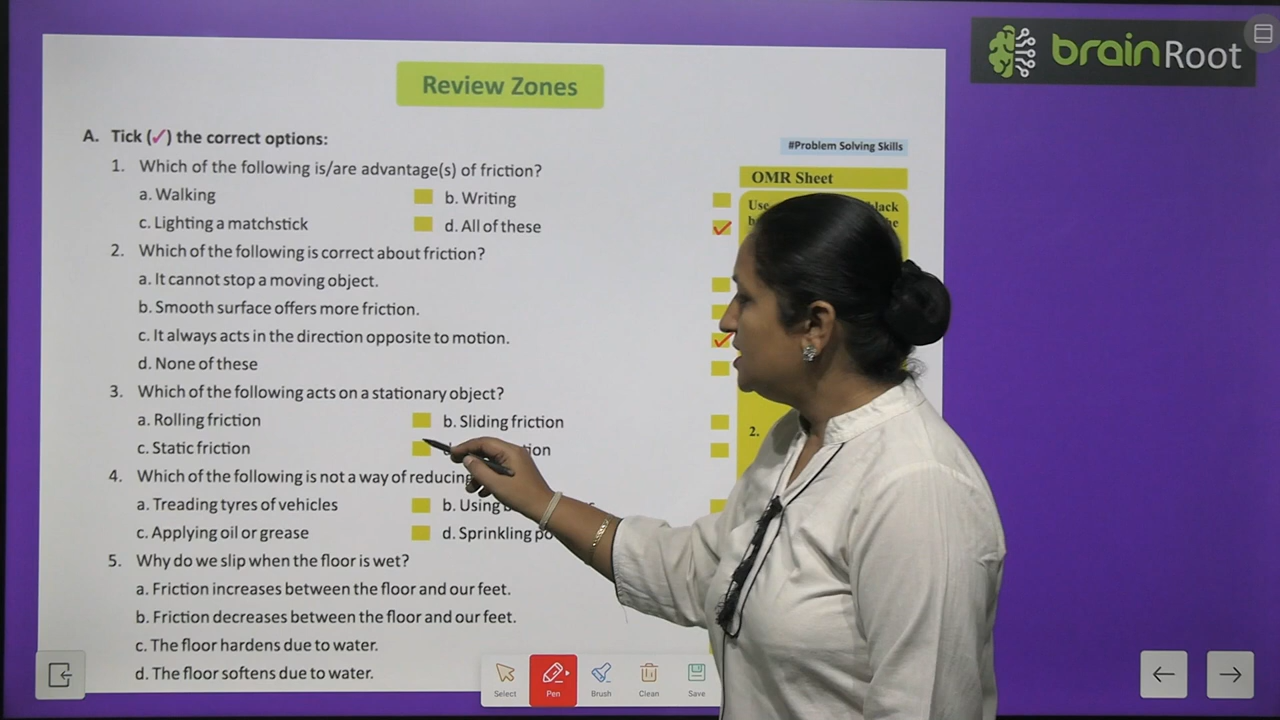 brainRoot
Review Zones
A. Tick (✓) the correct options:
#Problem Solving Skills
OMR Sheet
1. Which of the following is/are advantage(s) of friction?
a. Walking b. Writing
c. Lighting a matchstick d. All of these
2. Which of the following is correct about friction?
a. It cannot stop a moving object.
b. Smooth surface offers more friction.
c. It always acts in the direction opposite to motion.
d. None of these
3. Which of the following acts on a stationary object?
a. Rolling friction b. Sliding friction
c. Static friction
2.
4. Which of the following is not a way of reducing
a. Treading tyres of vehicles b. Using
c. Applying oil or grease d. Sprinkling
5. Why do we slip when the floor is wet?
a. Friction increases between the floor and our feet.
b. Friction decreases between the floor and our feet.
c. The floor hardens due to water.
d. The floor softens due to water.
Select Pen Brush Clean Save